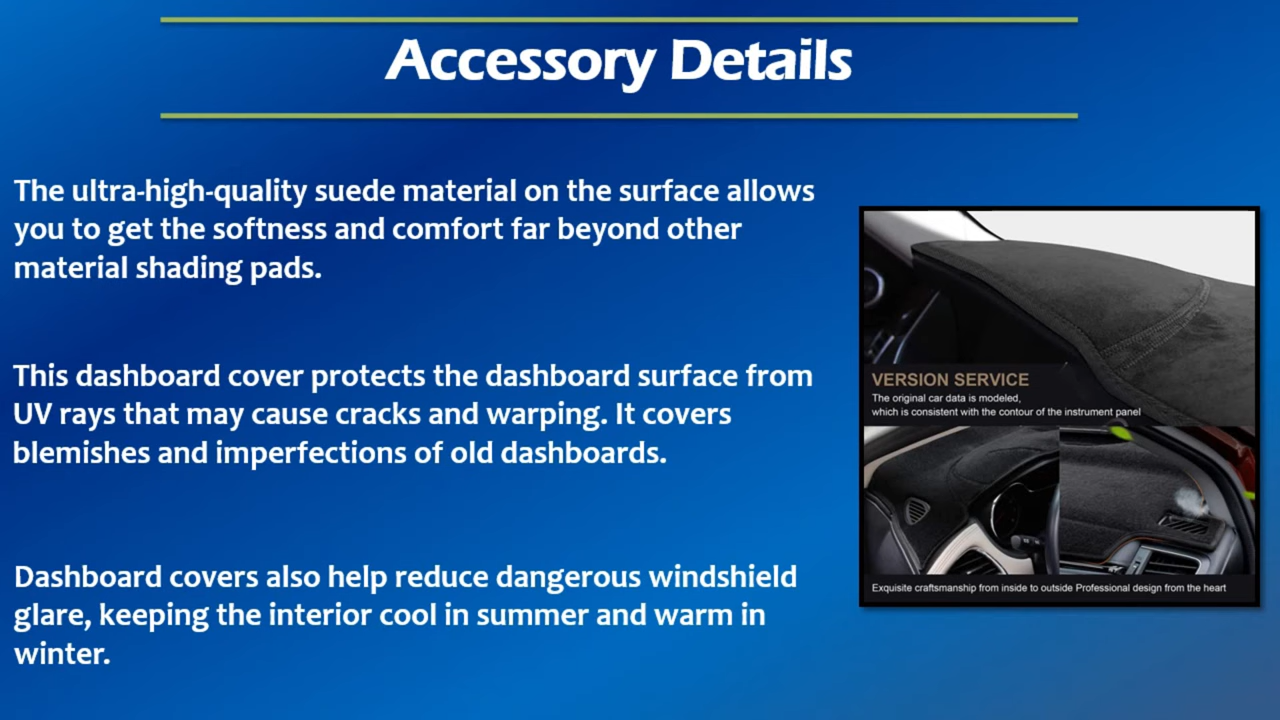 Accessory Details
The ultra-high-quality suede material on the surface allows
you to get the softness and comfort far beyond other
material shading pads.
This dashboard cover protects the dashboard surface from
UV rays that may cause cracks and warping. It covers
blemishes and imperfections of old dashboards.
Dashboard covers also help reduce dangerous windshield
glare, keeping the interior cool in summer and warm in
winter.
VERSION SERVICE
The original car data is modeled,
which is consistent with the contour of the instrument panel
Exquisite craftsmanship from inside to outside Professional design from the heart